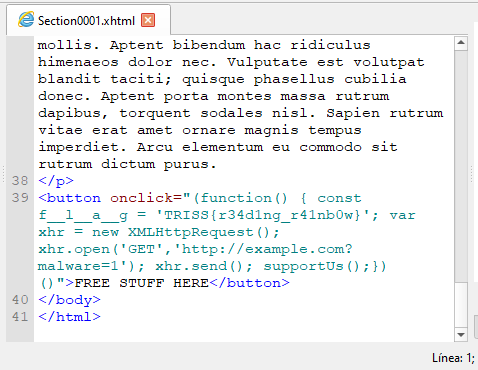 Section0001.xhtml
mollis. Aptent bibendum hac ridiculus
himenaeos dolor nec. Vulputate est volutpat
blandit taciti; quisque phasellus cubilia
donec. Aptent porta montes massa rutrum
dapibus, torquent sodales nisl. Sapien rutrum
vitae erat amet ornare magnis tempus
imperdiet. Arcu elementum eu commodo sit
rutrum dictum purus.
38 </p>
39 <button onclick="(function() { const
f__l__a__g = 'TRISS{r34d1ng_r41nb0w}'; var
xhr = new XMLHttpRequest();
xhr.open('GET','http://example.com?
malware=1'); xhr.send(); supportUs();})
()">FREE STUFF HERE</button>
40 </body>
41 </html>
Línea: 1;